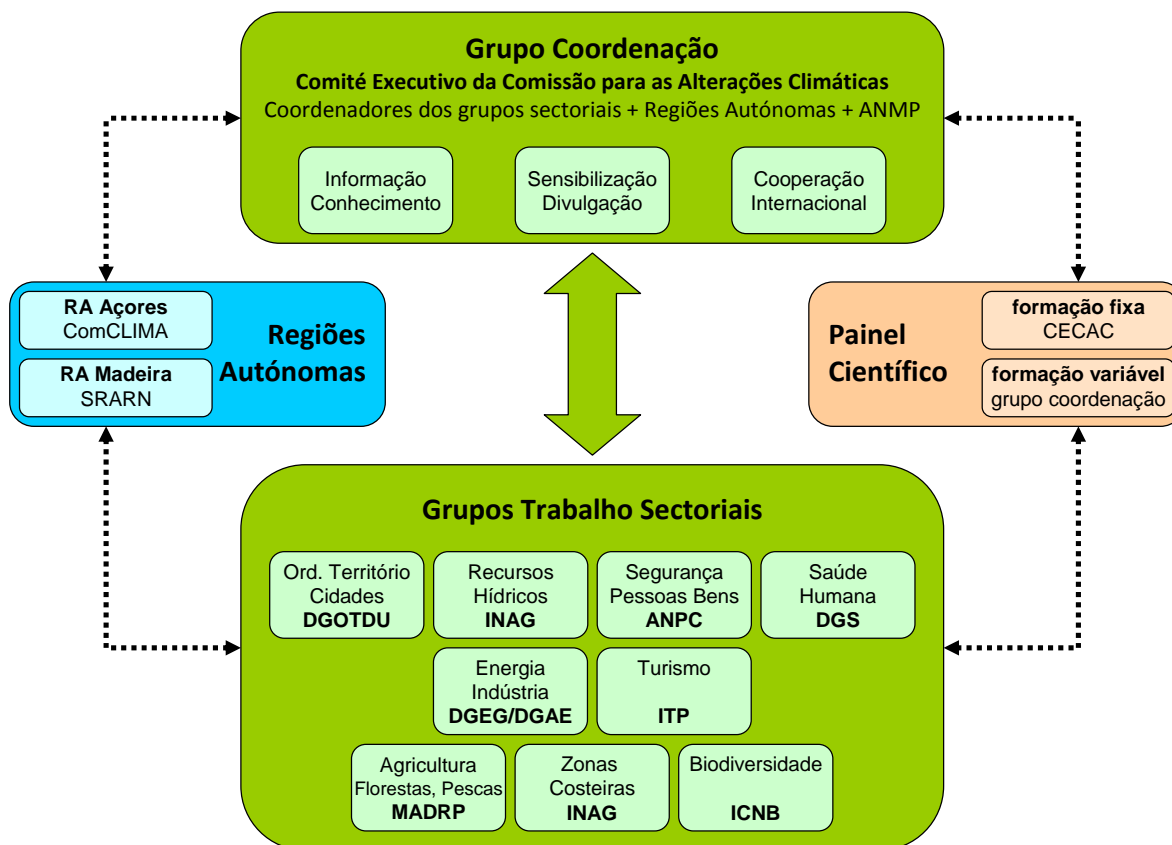 Grupo Coordenação
Comité Executivo da Comissão para as Alterações Climáticas
Coordenadores dos grupos sectoriais + Regiões Autónomas + ANMP
Informação
Conhecimento
Sensibilização
Divulgação
Cooperação
Internacional
RA Açores
ComCLIMA
RA Madeira
SRARN
Regiões
Autónomas
Painel
Científico
formação fixa
CECAC
formação variável
grupo coordenação
Grupos Trabalho Sectoriais
Ord. Território
Cidades
DGOTDU
Recursos
Hídricos
INAG
Segurança
Pessoas Bens
ANPC
Saúde
Humana
DGS
Energia
Indústria
DGEG/DGAE
Turismo
ITP
Agricultura
Florestas, Pescas
MADRP
Zonas
Costeiras
INAG
Biodiversidade
ICNB